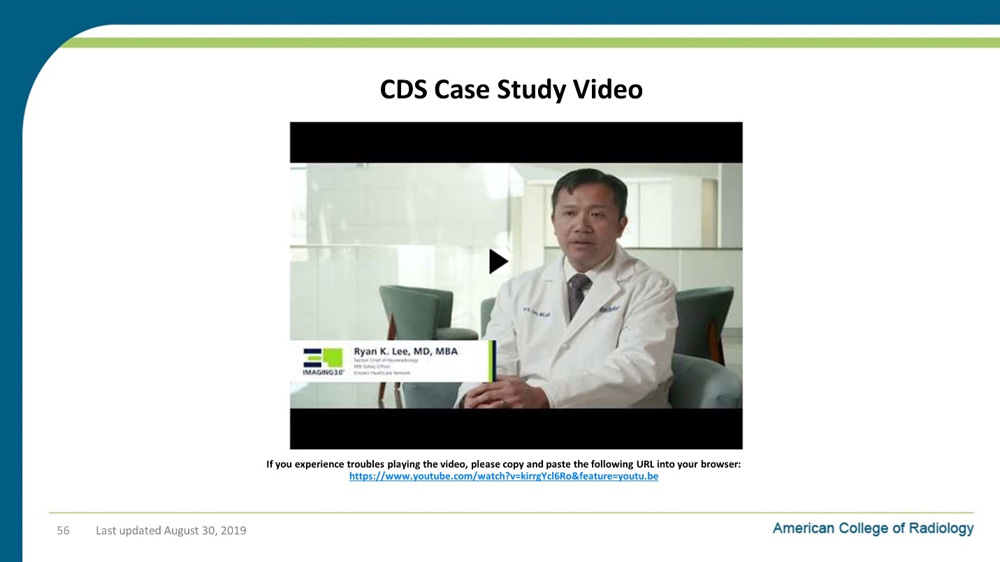 CDS Case Study Video
Ryan K. Lee, MD, MBA
Section Chief of Neuroradiology
MRI Safety Officer
Einstein Healthcare Network
IMAGING3.0
If you experience troubles playing the video, please copy and paste the following URL into your browser:
https://www.youtube.com/watch?v=kirrgYcl6Ro&feature=youtu.be
56 Last updated August 30, 2019
American College of Radiology